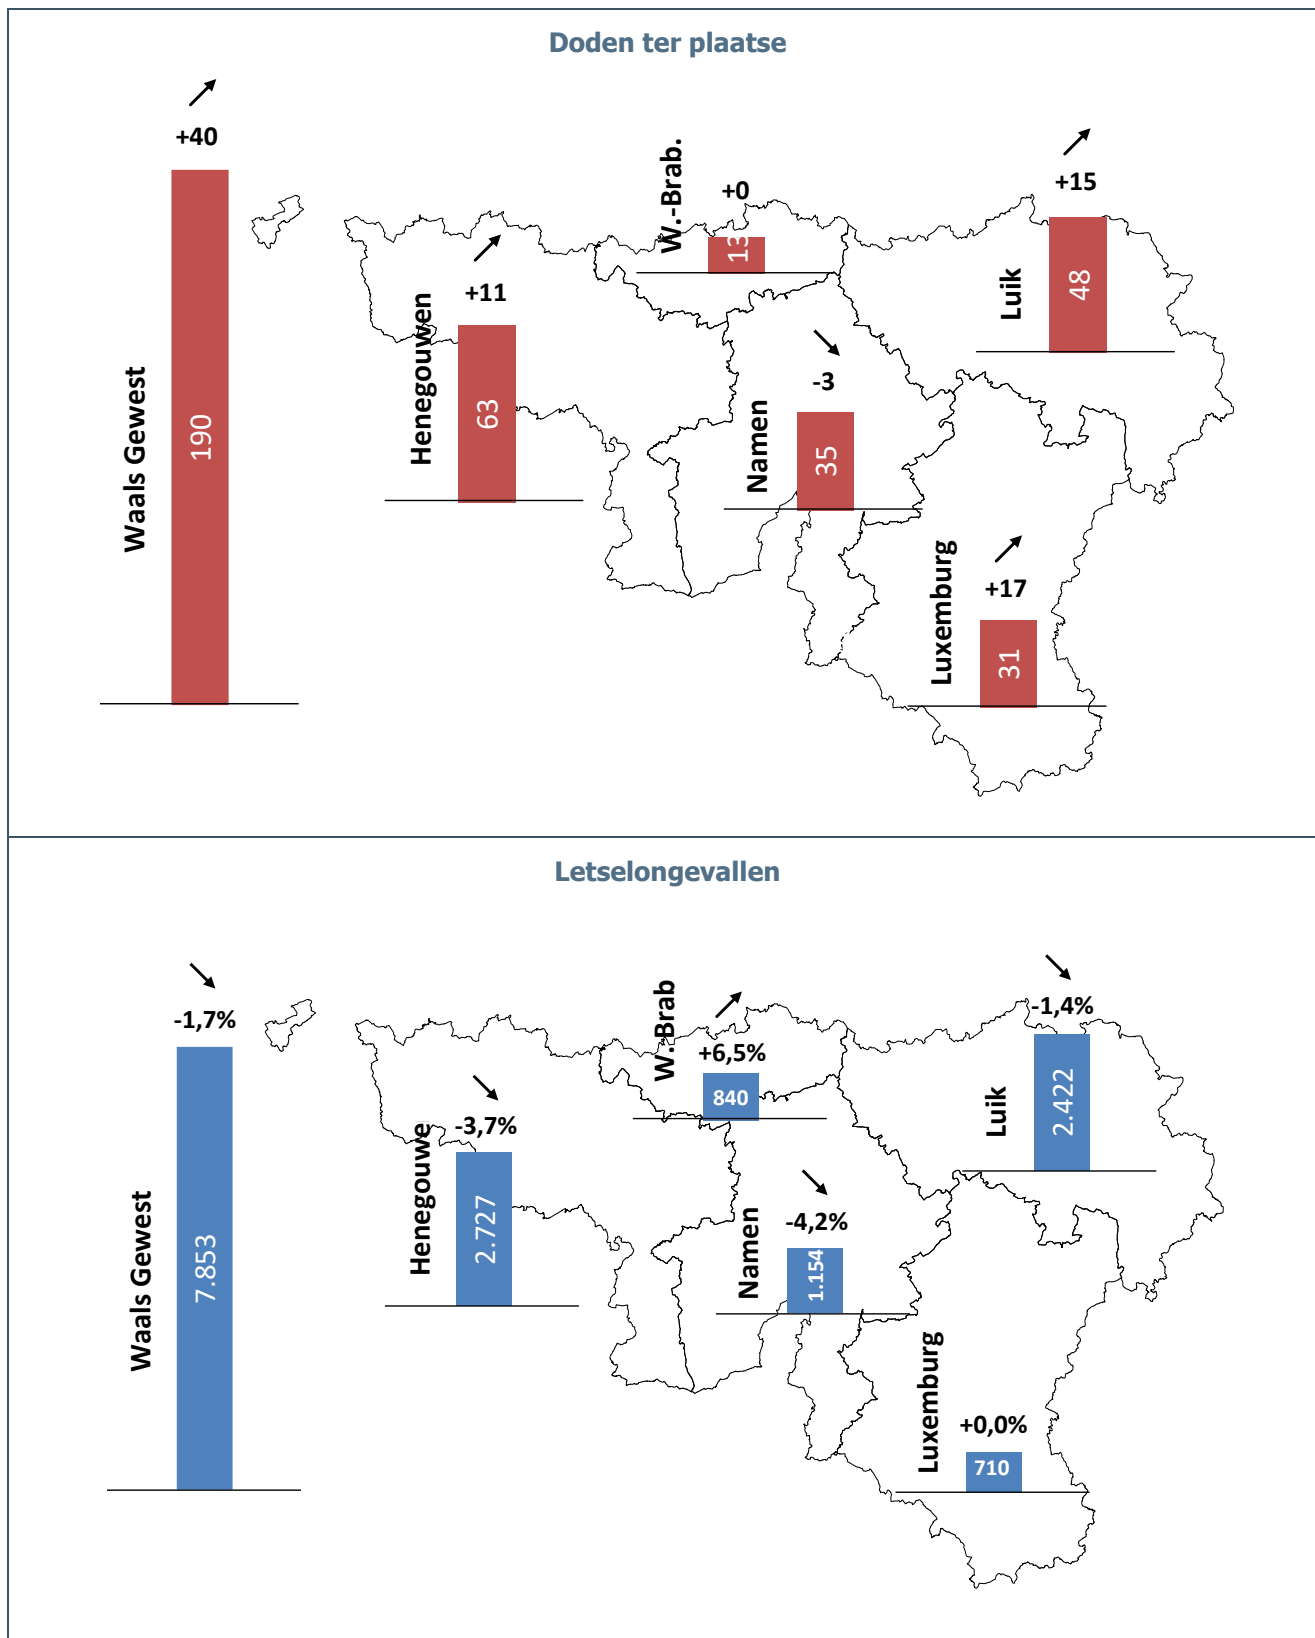 Doden ter plaatse
+40
190
Waals Gewest
+11
63
Henegouwen
+0
13
W.-Brab.
-3
35
Namen
+15
48
Luik
+17
31
Luxemburg
Letselongevallen
-1,7%
7.853
Waals Gewest
-3,7%
2.727
Henegouwe
+6,5%
840
W.-Brab
-4,2%
1.154
Namen
-1,4%
2.422
Luik
+0,0%
710
Luxemburg